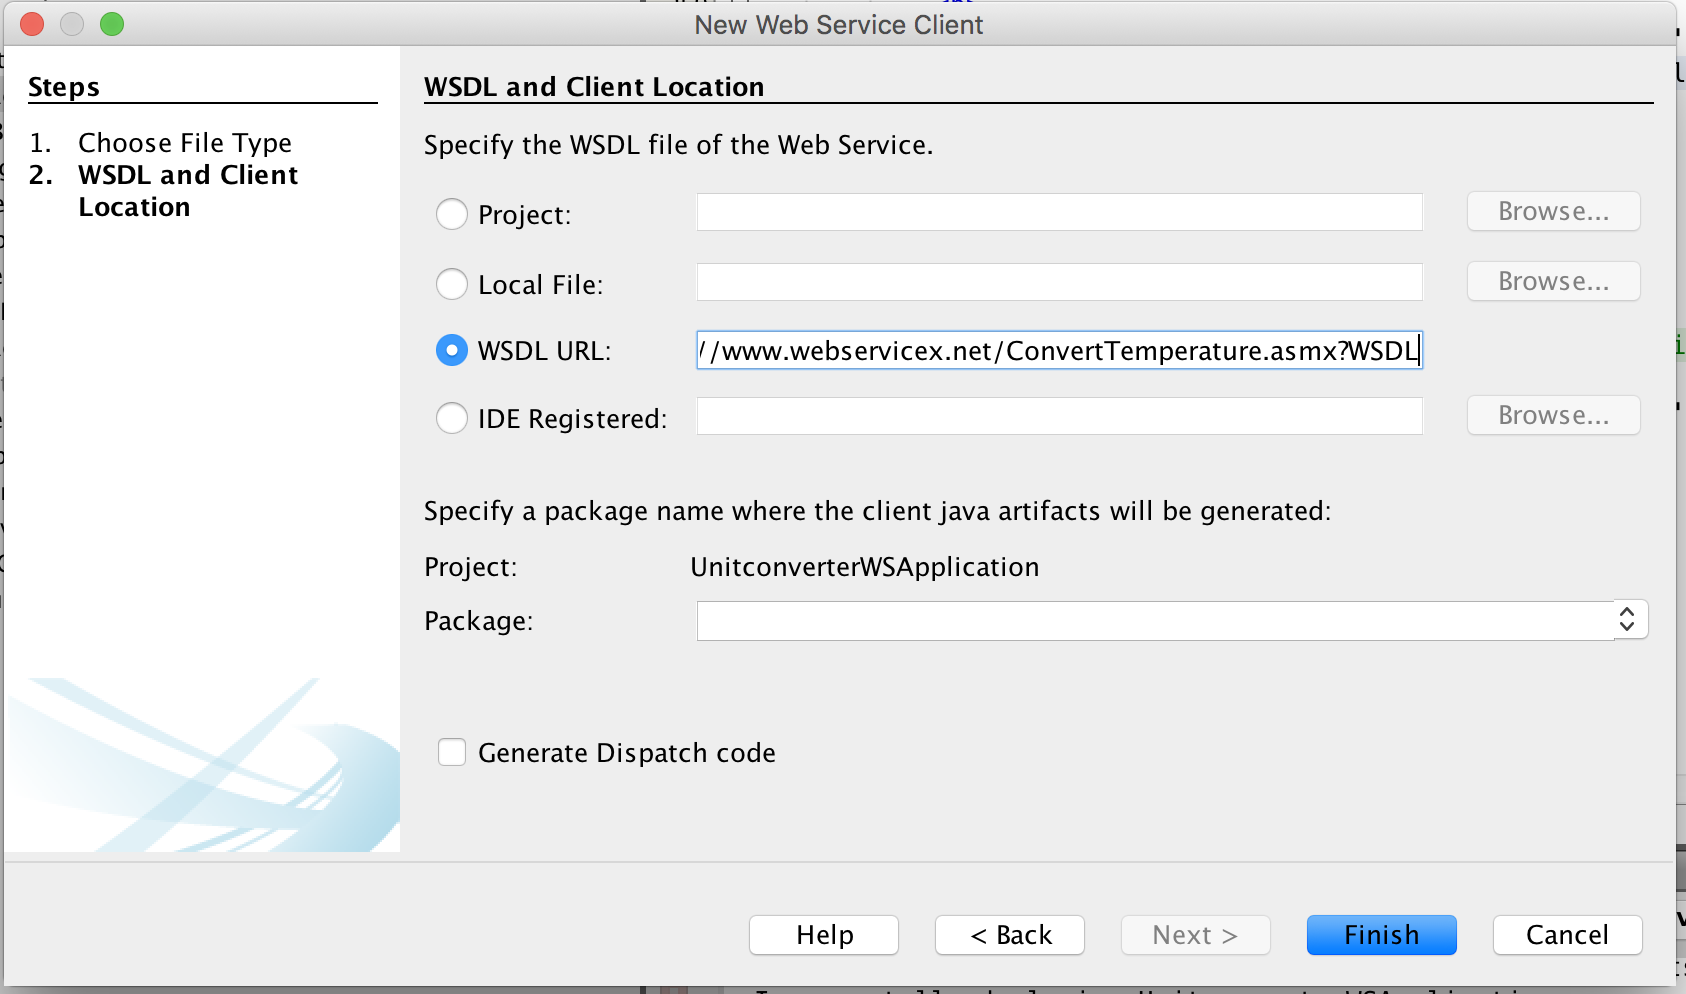 New Web Service Client
Steps
1. Choose File Type
2. WSDL and Client
Location
WSDL and Client Location
Specify the WSDL file of the Web Service.
Project:
Browse...
Local File:
Browse...
WSDL URL: //www.webservicex.net/ConvertTemperature.asmx?WSDL
IDE Registered:
Browse...
Specify a package name where the client java artifacts will be generated:
Project: UnitconverterWSApplication
Package:
Generate Dispatch code
Help
< Back
Next >
Finish
Cancel